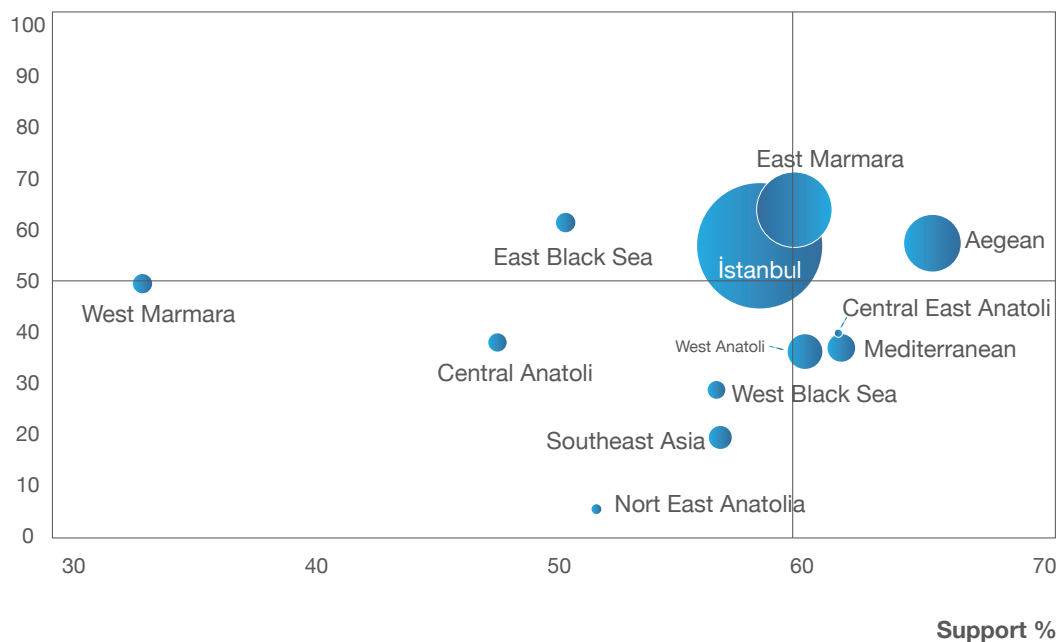 100
90
80
70
60
50
40
30
20
10
0
East Marmara
East Black Sea
Aegean
İstanbul
West Marmara
Central East Anatoli
West Anatoli
Mediterranean
Central Anatoli
West Black Sea
Southeast Asia
Nort East Anatolia
30 40 50 60 70
Support %